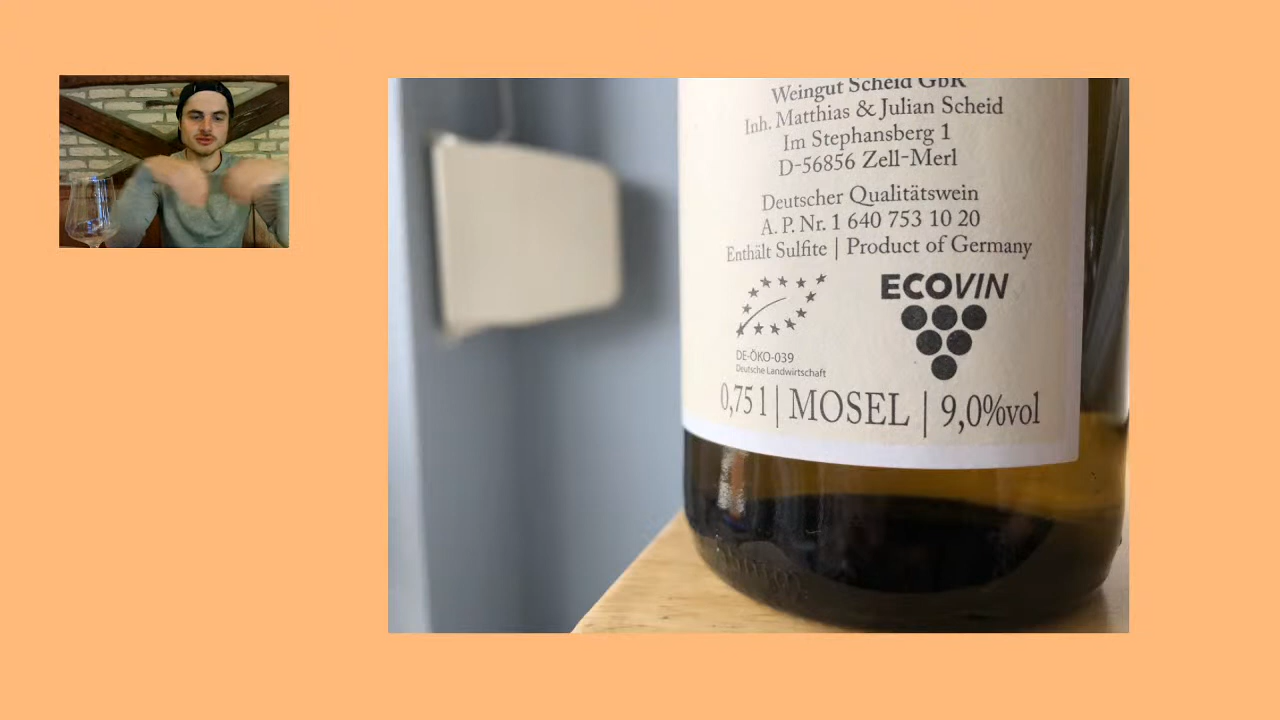 Weingut Scheid GbR
Inh. Matthias & Julian Scheid
Im Stephansberg 1
D-56856 Zell-Merl
Deutscher Qualitätswein
A. P. Nr. 1 640 753 10 20
Enthält Sulfite | Product of Germany
ECOVIN
DE-ÖKO-039
Deutsche Landwirtschaft
0,75 l | MOSEL | 9,0%vol